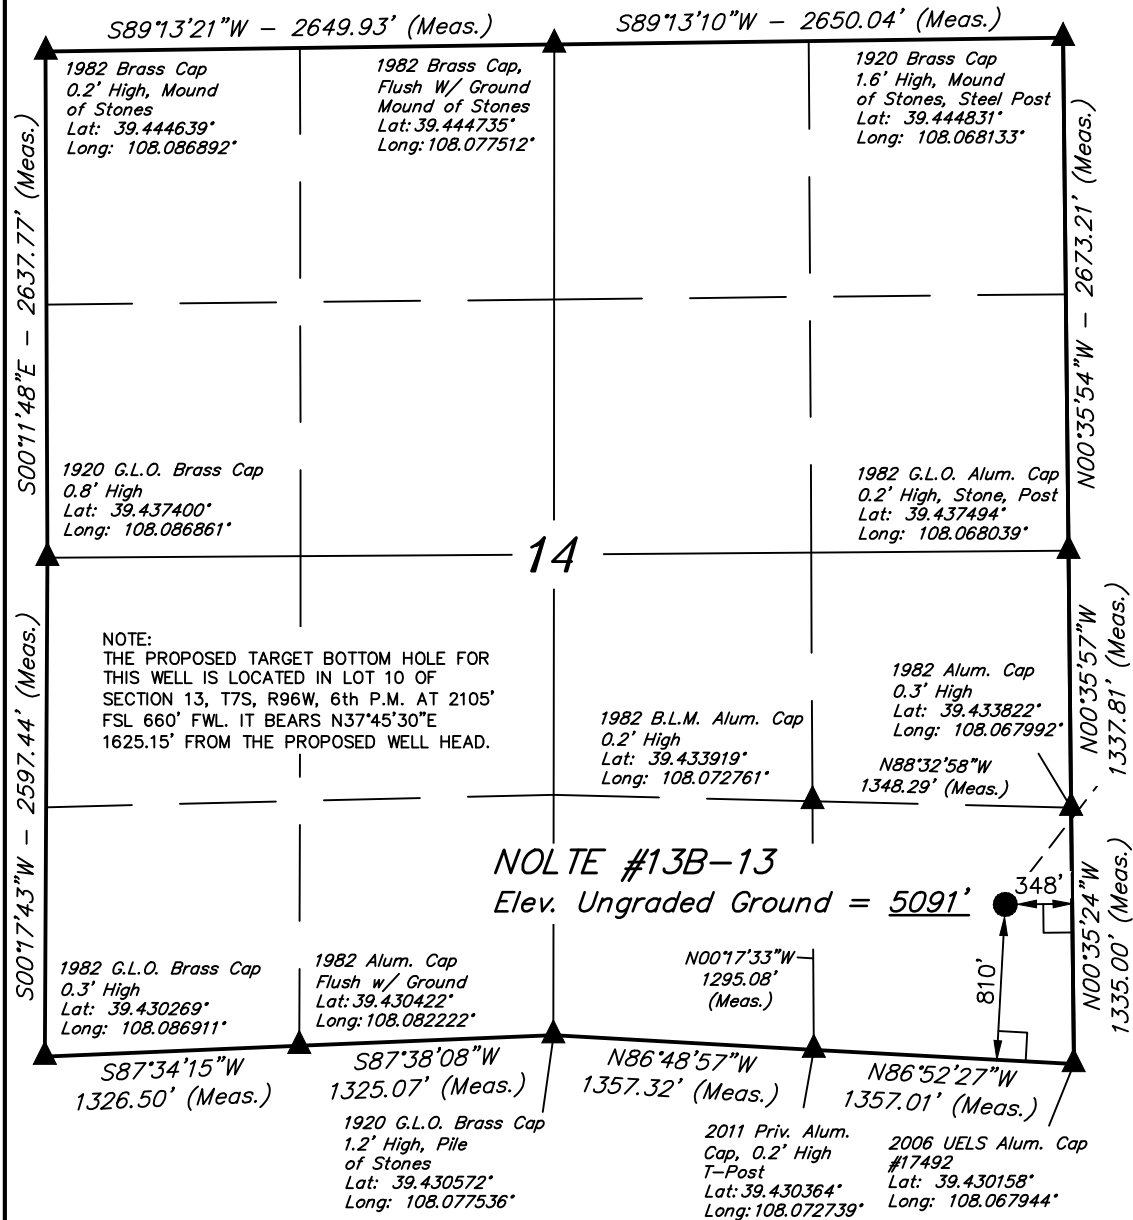 S89°13'21"W - 2649.93' (Meas.)
S89°13'10"W - 2650.04' (Meas.)
1982 Brass Cap
0.2' High, Mound
of Stones
Lat: 39.444639°
Long: 108.086892°
1982 Brass Cap,
Flush W/ Ground
Mound of Stones
Lat: 39.444735°
Long: 108.077512°
1920 Brass Cap
1.6' High, Mound
of Stones, Steel Post
Lat: 39.444831°
Long: 108.068133°
S00°11'48"E - 2637.77' (Meas.)
N00°35'54"W - 2673.21' (Meas.)
1920 G.L.O. Brass Cap
0.8' High
Lat: 39.437400°
Long: 108.086861°
1982 G.L.O. Alum. Cap
0.2' High, Stone, Post
Lat: 39.437494°
Long: 108.068039°
14
NOTE:
THE PROPOSED TARGET BOTTOM HOLE FOR
THIS WELL IS LOCATED IN LOT 10 OF
SECTION 13, T7S, R96W, 6th P.M. AT 2105'
FSL 660' FWL. IT BEARS N37°45'30"E
1625.15' FROM THE PROPOSED WELL HEAD.
S00°17'43"W - 2597.44' (Meas.)
1982 B.L.M. Alum. Cap
0.2' High
Lat: 39.433919°
Long: 108.072761°
1982 Alum. Cap
0.3' High
Lat: 39.433822°
Long: 108.067992°
N88°32'58"W
1348.29' (Meas.)
N00°35'57"W
1337.81' (Meas.)
NOLTE #13B-13
Elev. Ungraded Ground = 5091'
348'
810'
N00°35'24"W
1335.00' (Meas.)
N00°17'33"W
1295.08'
(Meas.)
1982 G.L.O. Brass Cap
0.3' High
Lat: 39.430269°
Long: 108.086911°
1982 Alum. Cap
Flush w/ Ground
Lat: 39.430422°
Long: 108.082222°
S87°34'15"W
1326.50' (Meas.)
S87°38'08"W
1325.07' (Meas.)
N86°48'57"W
1357.32' (Meas.)
N86°52'27"W
1357.01' (Meas.)
1920 G.L.O. Brass Cap
1.2' High, Pile
of Stones
Lat: 39.430572°
Long: 108.077536°
2011 Priv. Alum.
Cap, 0.2' High
T-Post
Lat: 39.430364°
Long: 108.072739°
2006 UELS Alum. Cap
#17492
Lat: 39.430158°
Long: 108.067944°